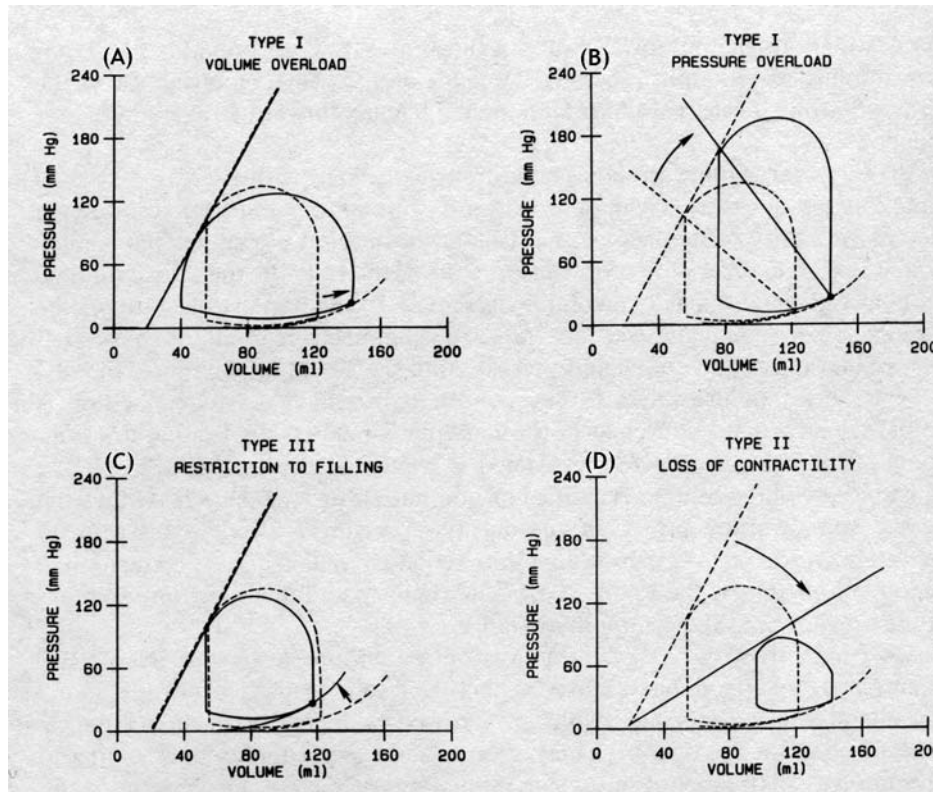 (A)
TYPE I
VOLUME OVERLOAD
240
180
120
60
0
PRESSURE (mm Hg)
0 40 80 120 160 200
VOLUME (ml)
(B)
TYPE I
PRESSURE OVERLOAD
240
180
120
60
0
PRESSURE (mm Hg)
0 40 80 120 160 200
VOLUME (ml)
(C)
TYPE III
RESTRICTION TO FILLING
240
180
120
60
0
PRESSURE (mm Hg)
0 40 80 120 160 200
VOLUME (ml)
(D)
TYPE II
LOSS OF CONTRACTILITY
240
180
120
60
0
PRESSURE (mm Hg)
0 40 80 120 160 200
VOLUME (ml)